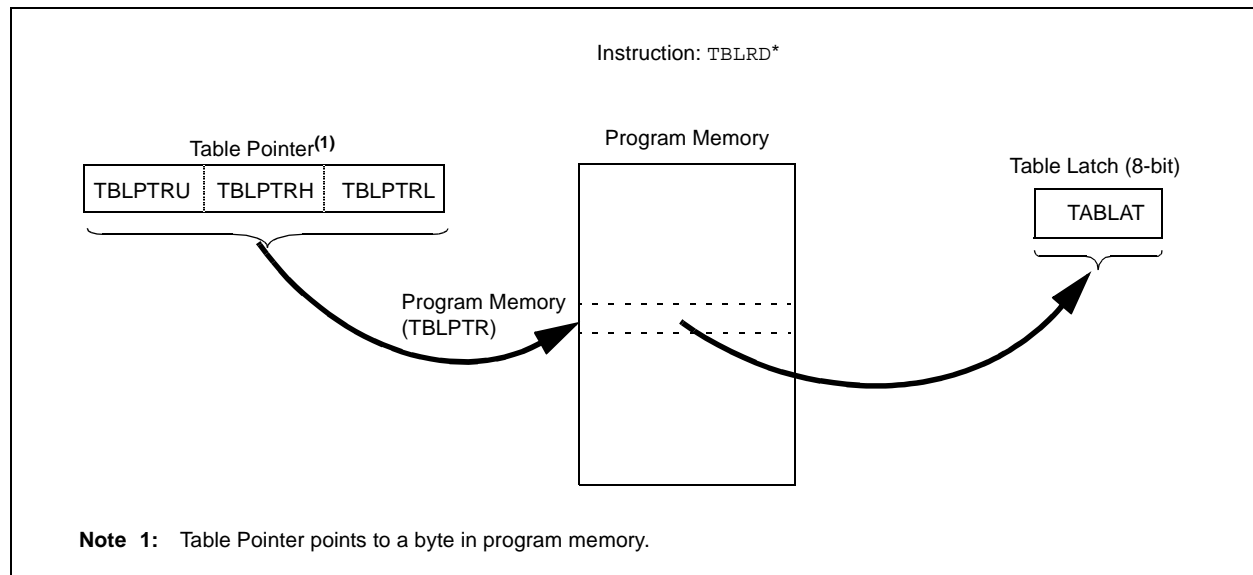 Instruction: TBLRD*
Table Pointer(1)
TBLPTRU TBLPTRH TBLPTRL
Program Memory
Table Latch (8-bit)
TABLAT
Program Memory
(TBLPTR)
Note 1: Table Pointer points to a byte in program memory.